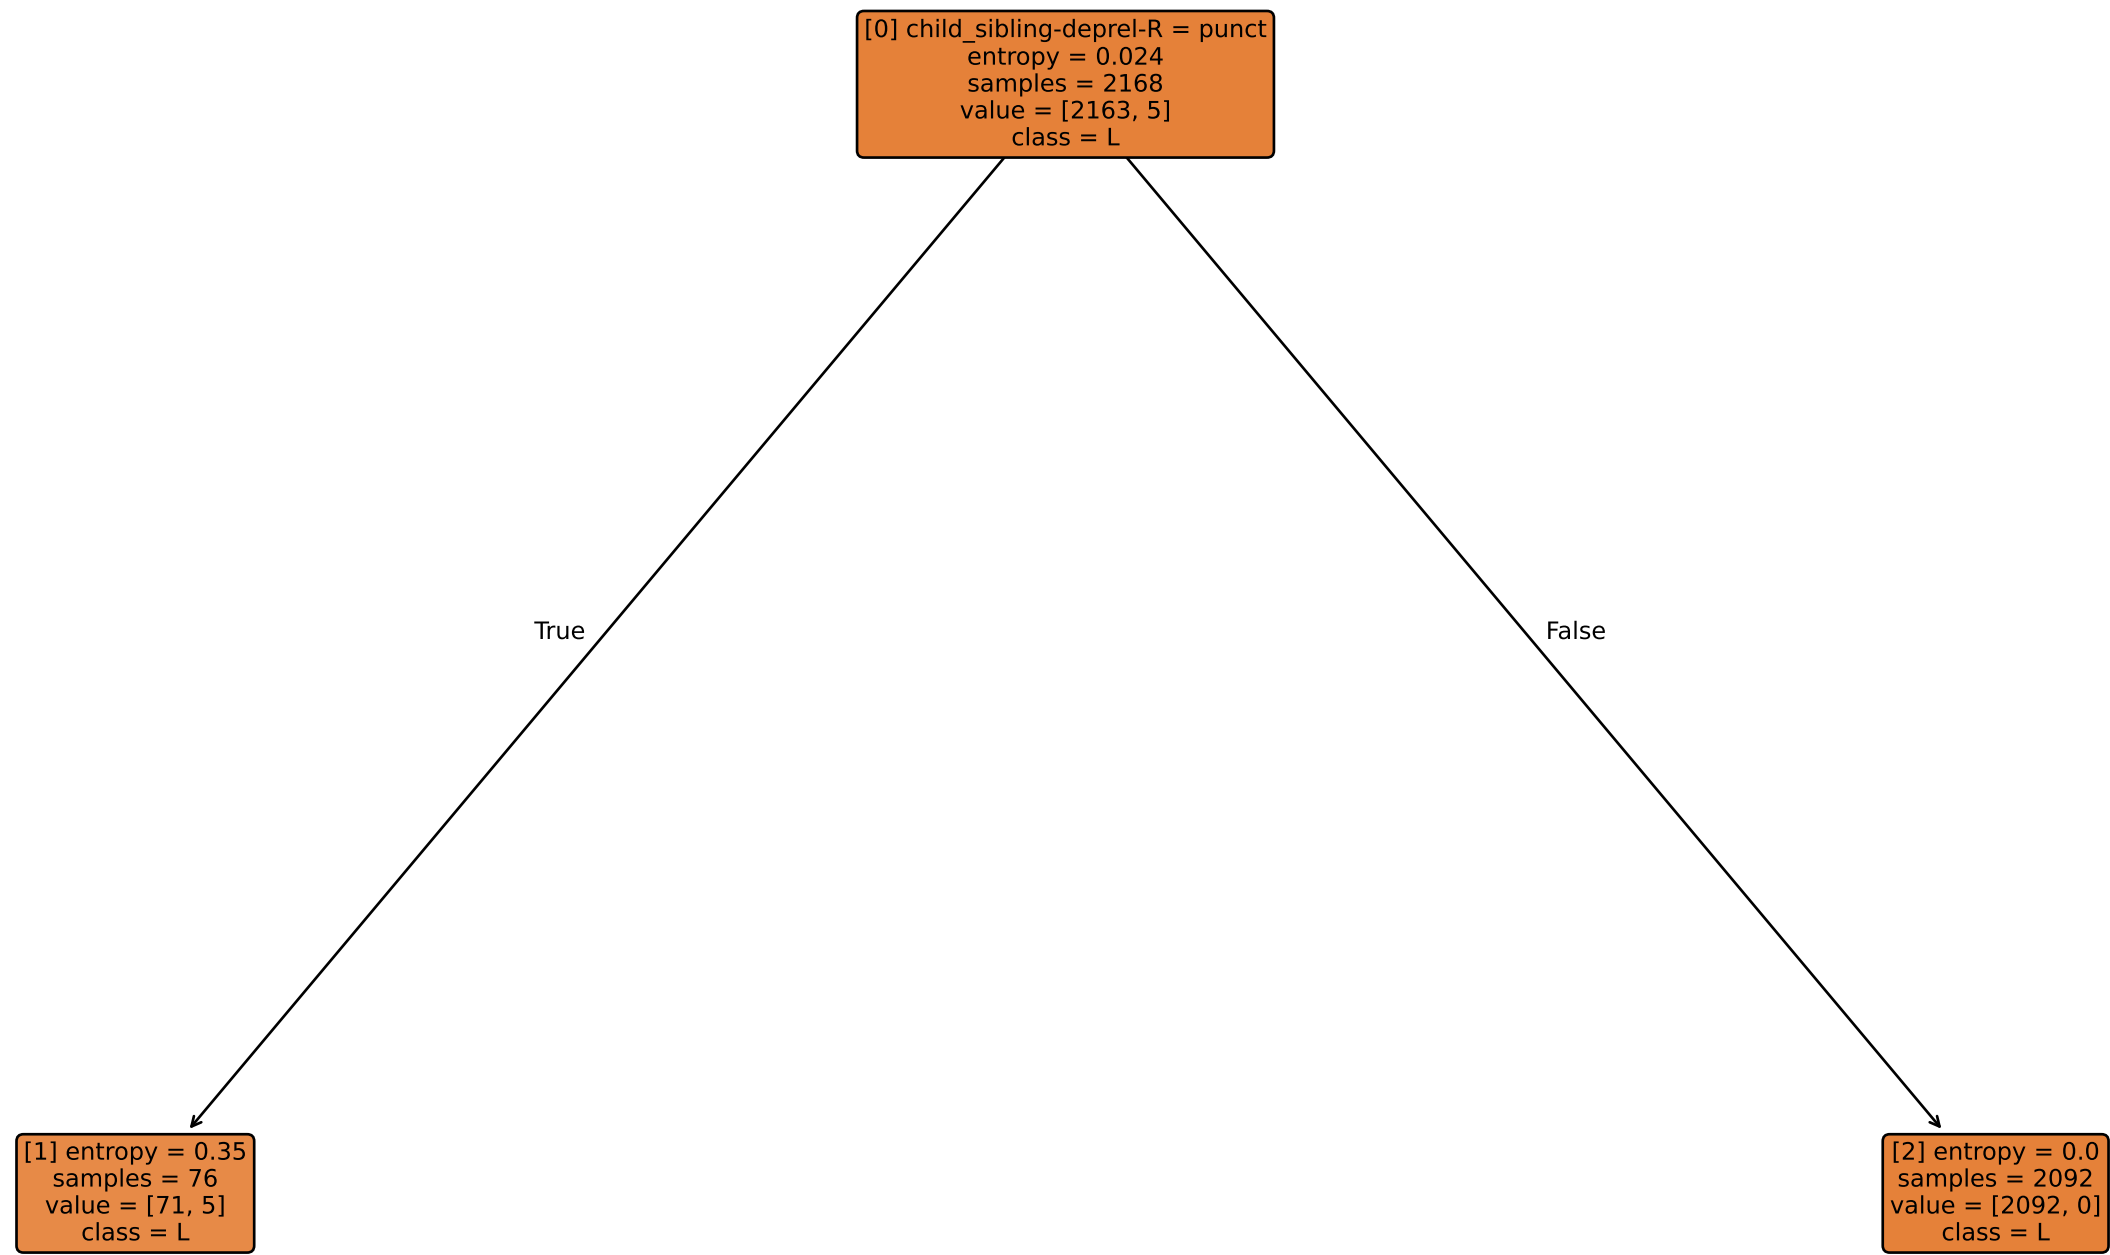 [0] child_sibling-deprel-R = punct
entropy = 0.024
samples = 2168
value = [2163, 5]
class = L
True
False
[1] entropy = 0.35
samples = 76
value = [71, 5]
class = L
[2] entropy = 0.0
samples = 2092
value = [2092, 0]
class = L